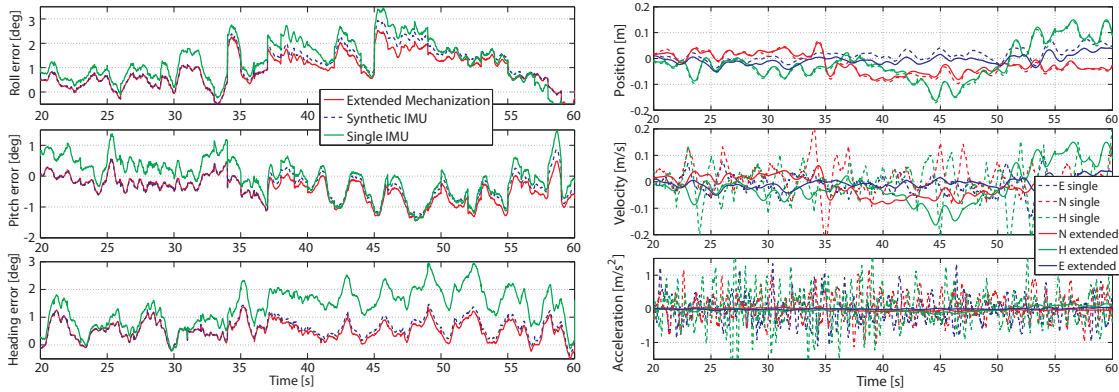 Roll error [deg]
3
2
1
0
20 25 30 35 40 45 50 55 60
Extended Mechanization
Synthetic IMU
Single IMU
Pitch error [deg]
1
0
-1
-2
20 25 30 35 40 45 50 55 60
Heading error [deg]
3
2
1
0
20 25 30 35 40 45 50 55 60
Time [s]
Position [m]
0.2
0.1
0
-0.1
-0.2
20 25 30 35 40 45 50 55 60
Velocity [m/s]
0.2
0.1
0
-0.1
-0.2
20 25 30 35 40 45 50 55 60
E single
N single
H single
N extended
H extended
E extended
Acceleration [m/s²]
1
0
-1
20 25 30 35 40 45 50 55 60
Time [s]